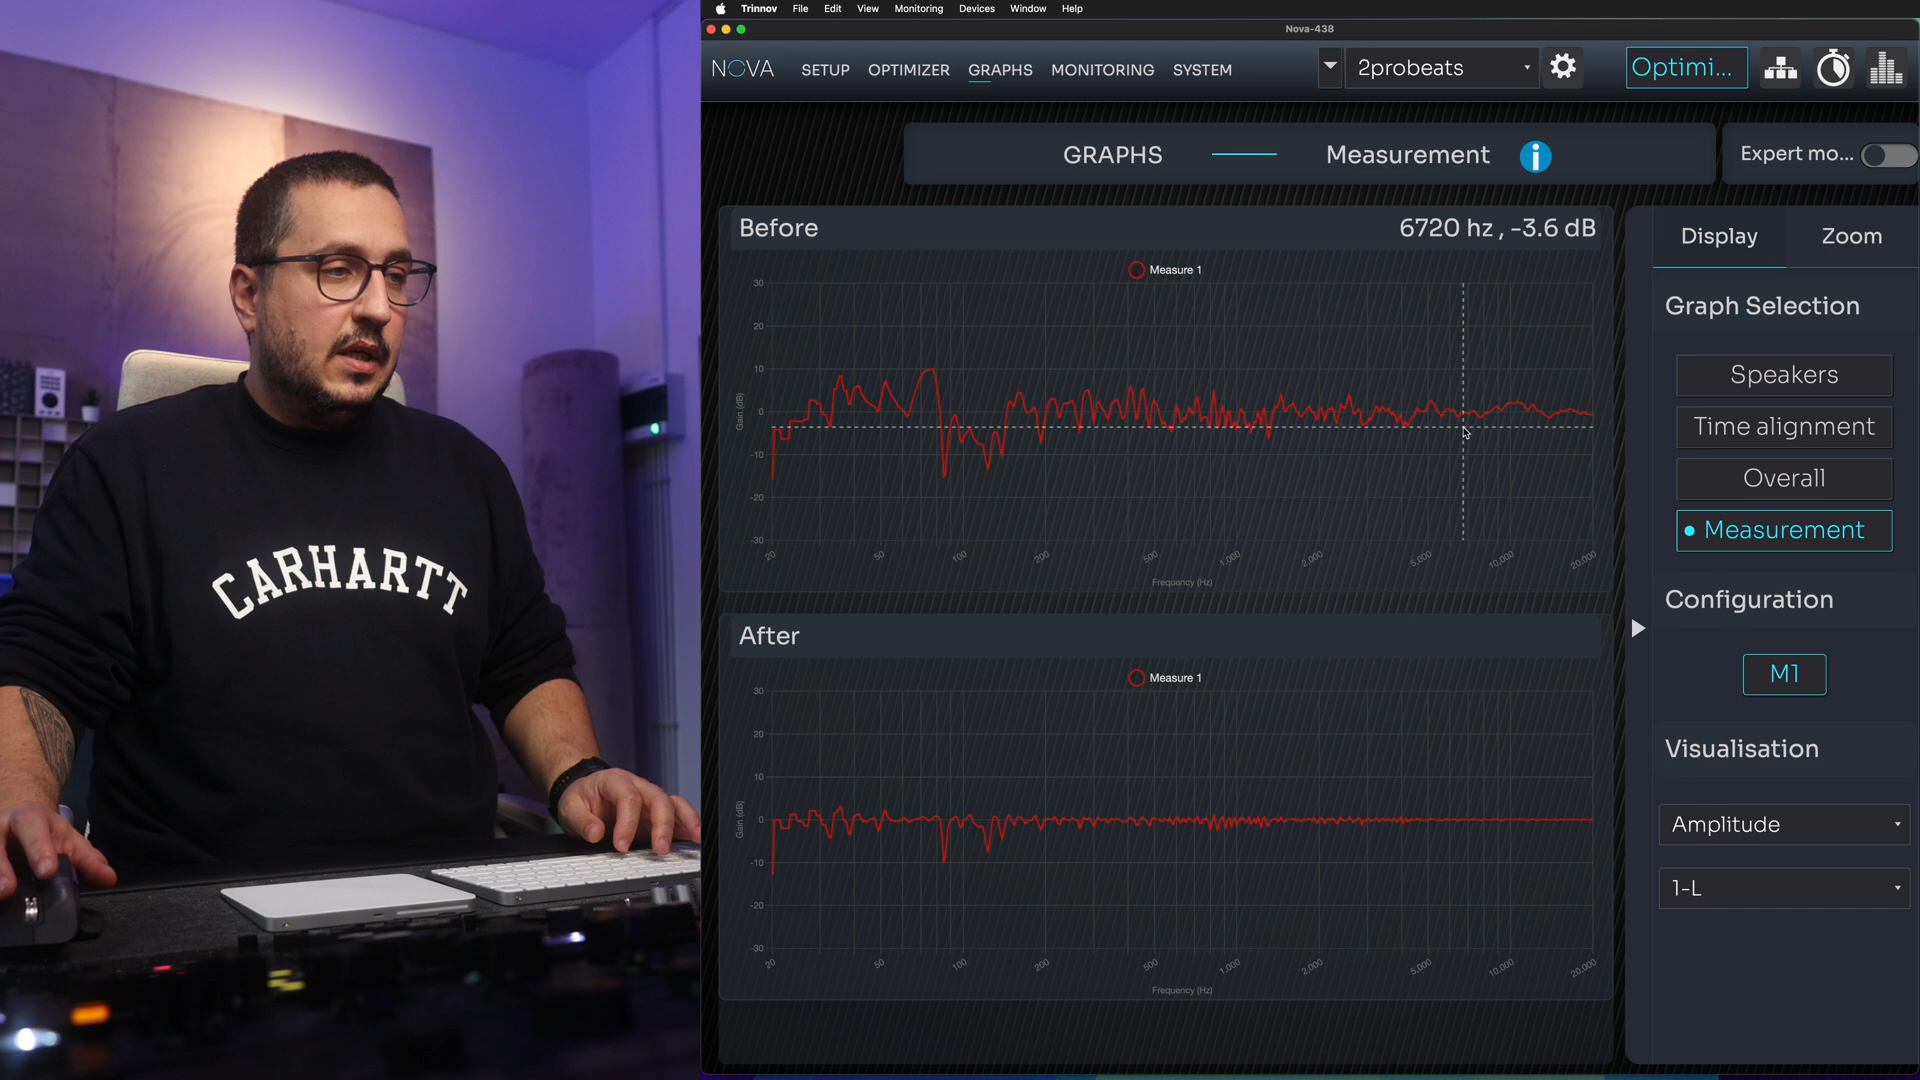 Trinnov File Edit View Monitoring Devices Window Help
Nova-438
NOVA SETUP OPTIMIZER GRAPHS MONITORING SYSTEM 2probeats Optimi...
GRAPHS Measurement i Expert mo...
Before 6720 hz , -3.6 dB
Measure 1
30
20
10
0
-10
-20
-30
Gain (dB)
20 50 100 200 500 1,000 2,000 5,000 10,000 20,000
Frequency (Hz)
After
Measure 1
30
20
10
0
-10
-20
-30
Gain (dB)
20 50 100 200 500 1,000 2,000 5,000 10,000 20,000
Frequency (Hz)
Display Zoom
Graph Selection
Speakers
Time alignment
Overall
Measurement
Configuration
M1
Visualisation
Amplitude
1-L
CARHARTT